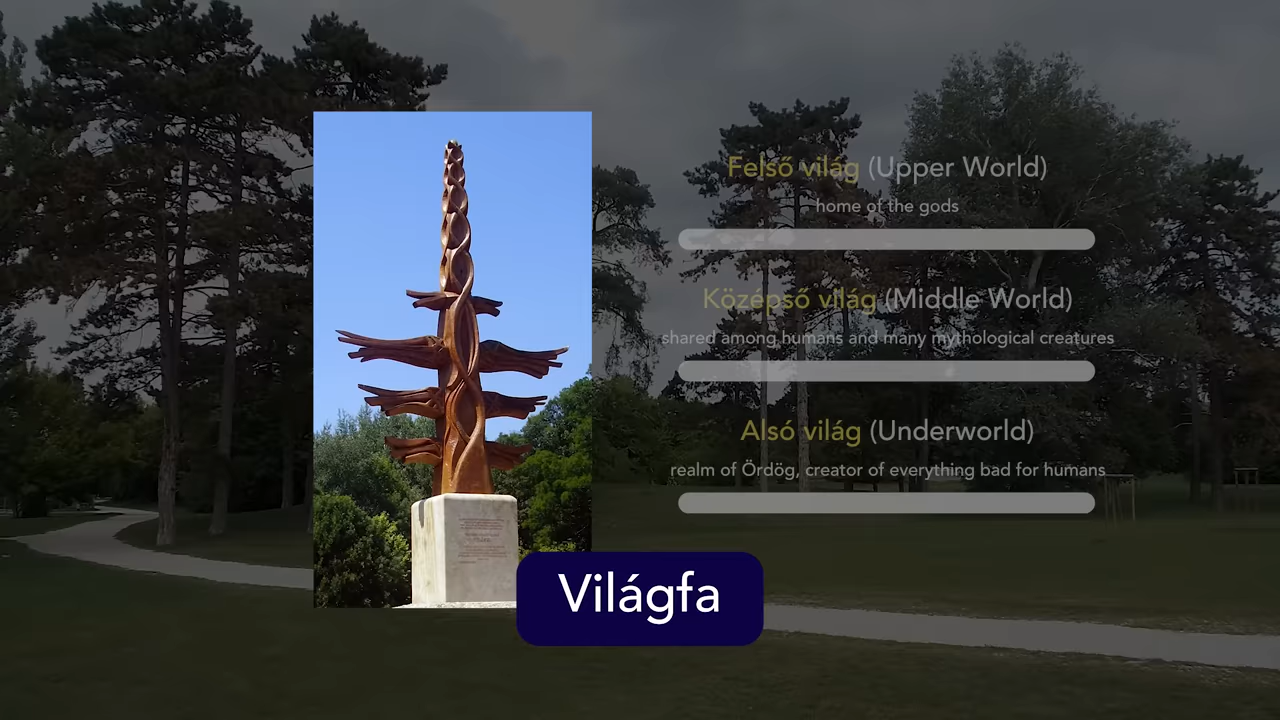 Felső világ (Upper World)
home of the gods
Középső világ (Middle World)
shared among humans and many mythological creatures
Alsó világ (Underworld)
realm of Ördög, creator of everything bad for humans
Világfa